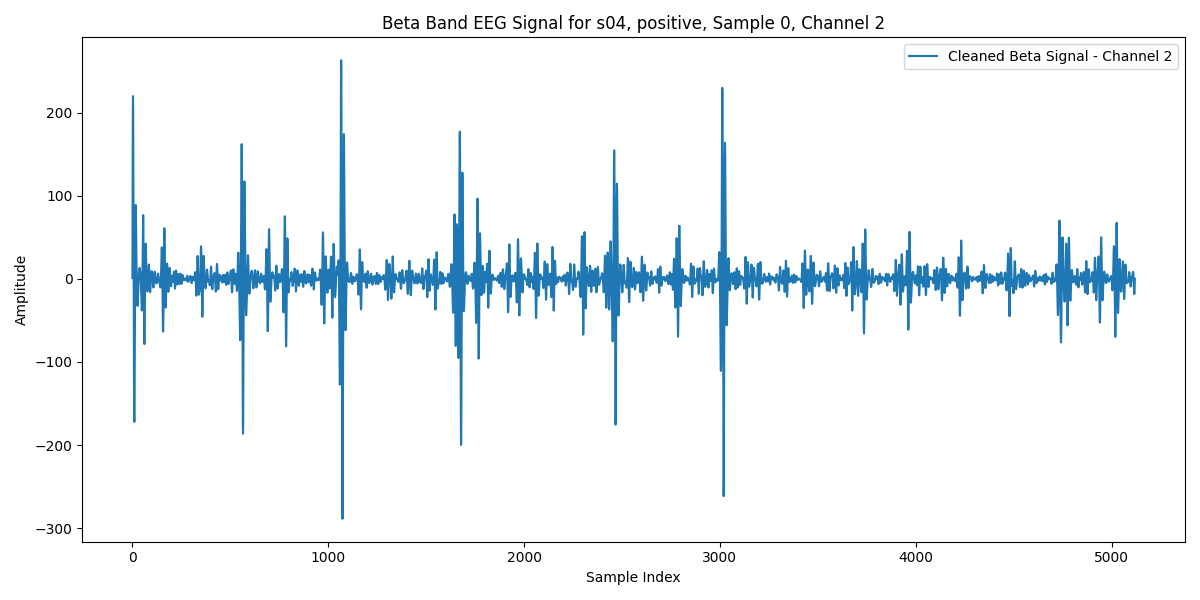 Beta Band EEG Signal for s04, positive, Sample 0, Channel 2
Cleaned Beta Signal - Channel 2
Amplitude
200
100
0
−100
−200
−300
0 1000 2000 3000 4000 5000
Sample Index